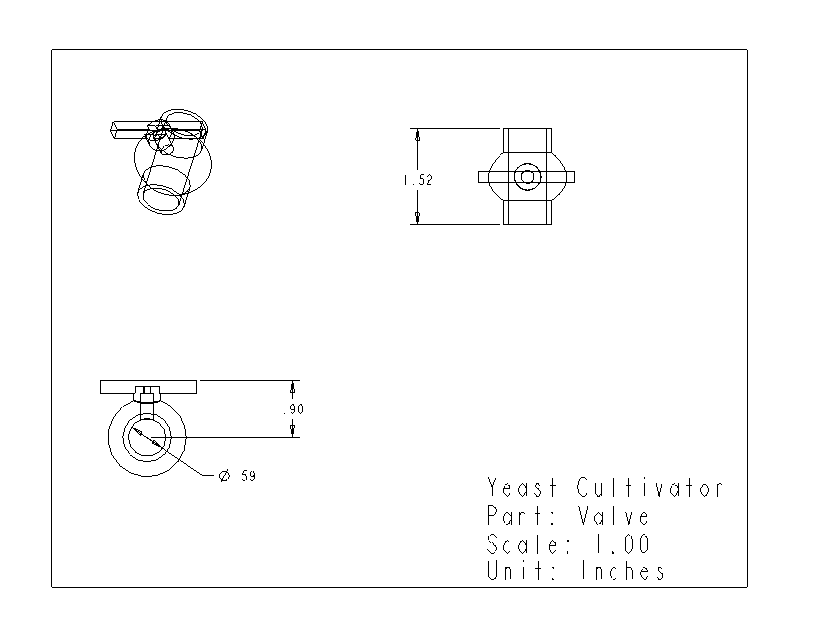 1.52
.90
Ø .59
Yeast Cultivator
Part: Valve
Scale: 1.00
Unit: Inches